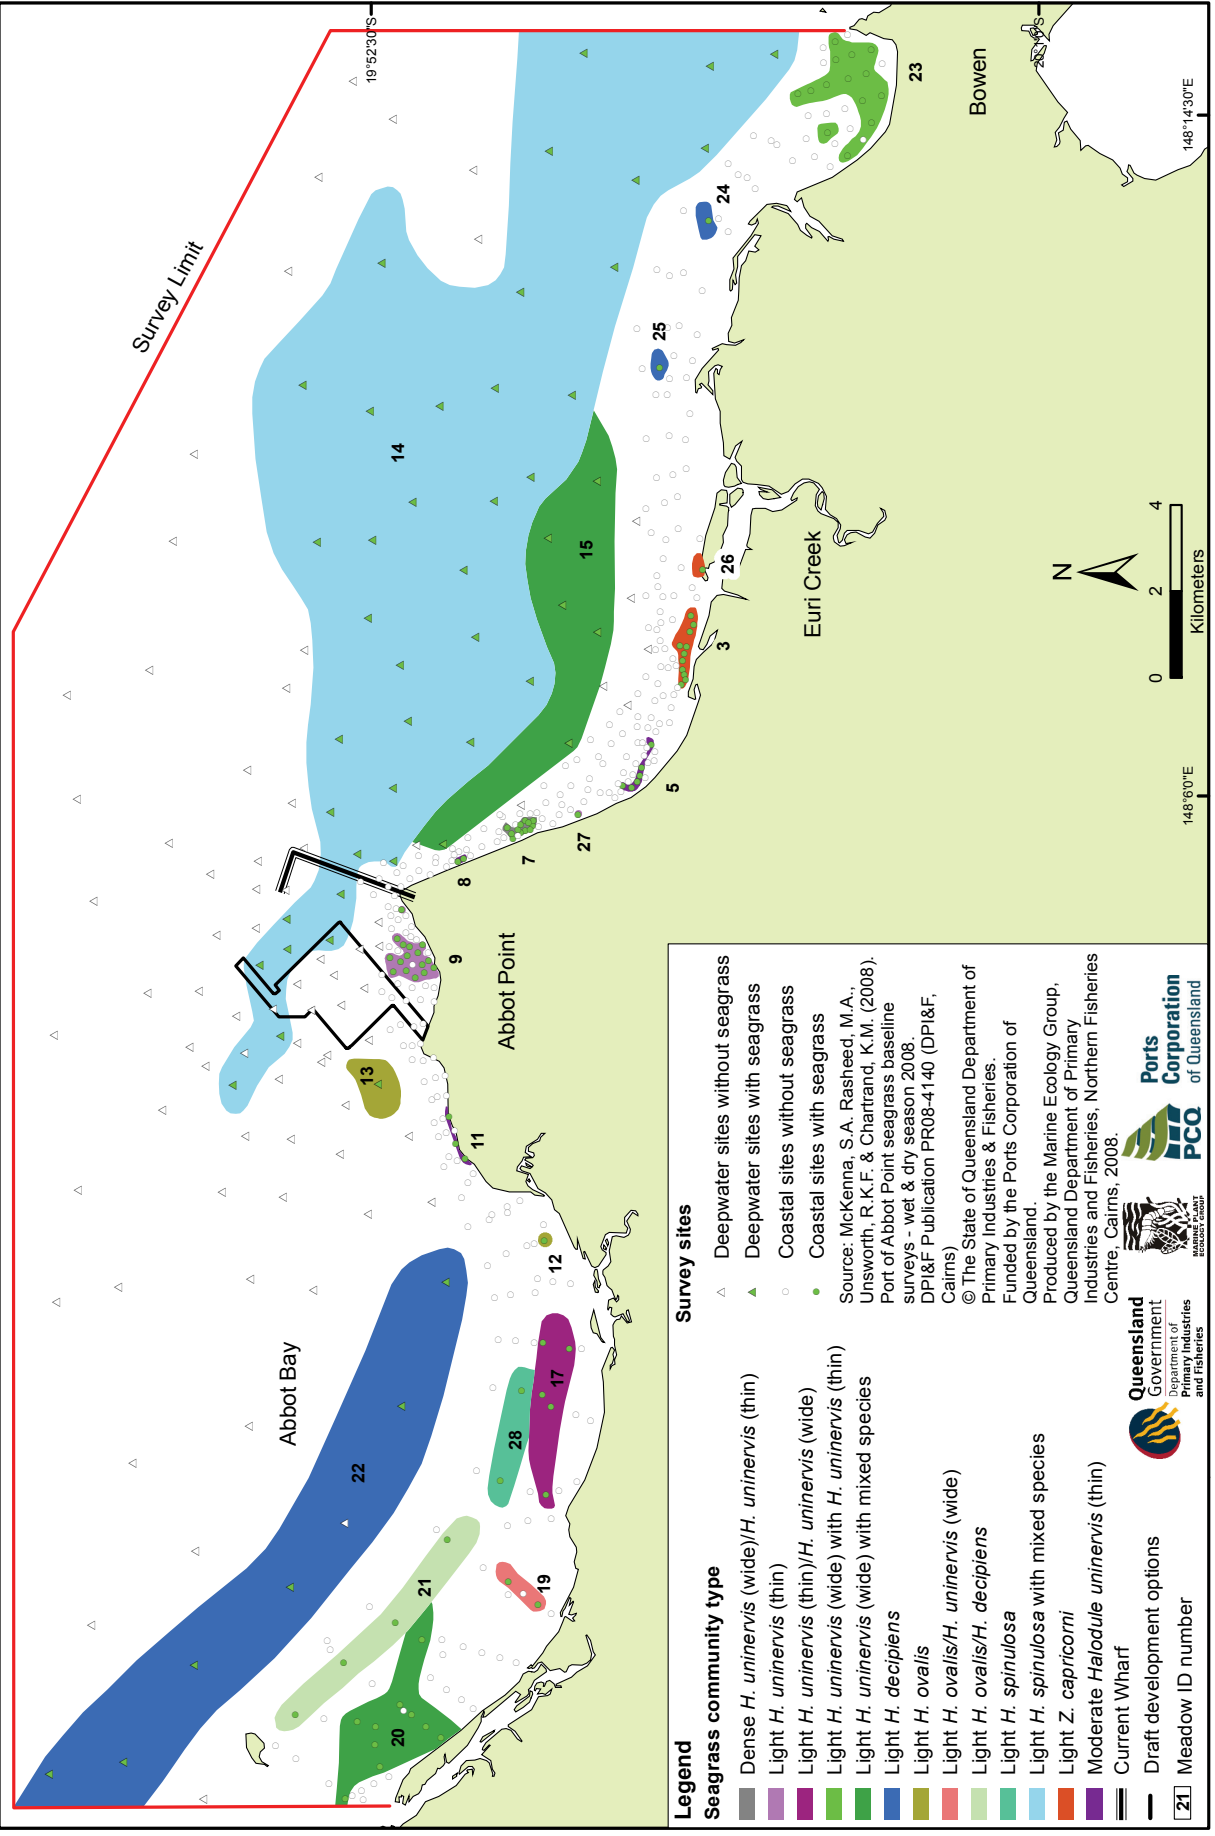 Survey Limit
19°52'30"S
148°14'30"E
148°6'0"E
Abbot Bay
Abbot Point
Euri Creek
Bowen
22
21
20
19
28
17
12
11
13
9
8
7
27
5
3
26
15
14
25
24
23
N
0 2 4
Kilometers
Legend
Seagrass community type
Dense H. uninervis (wide)/H. uninervis (thin)
Light H. uninervis (thin)
Light H. uninervis (thin)/H. uninervis (wide)
Light H. uninervis (wide) with H. uninervis (thin)
Light H. uninervis (wide) with mixed species
Light H. decipiens
Light H. ovalis
Light H. ovalis/H. uninervis (wide)
Light H. ovalis/H. decipiens
Light H. spinulosa
Light H. spinulosa with mixed species
Light Z. capricorni
Moderate Halodule uninervis (thin)
Current Wharf
Draft development options
21 Meadow ID number
Survey sites
Deepwater sites without seagrass
Deepwater sites with seagrass
Coastal sites without seagrass
Coastal sites with seagrass
Source: McKenna, S.A. Rasheed, M.A.,
Unsworth, R.K.F. & Chartrand, K.M. (2008).
Port of Abbot Point seagrass baseline
surveys - wet & dry season 2008.
DPI&F Publication PR08-4140 (DPI&F,
Cairns)
© The State of Queensland Department of
Primary Industries & Fisheries.
Funded by the Ports Corporation of
Queensland.
Produced by the Marine Ecology Group,
Queensland Department of Primary
Industries and Fisheries, Northern Fisheries
Centre, Cairns, 2008.
Queensland
Government
Department of
Primary Industries
and Fisheries
MARINE PLANT
ECOLOGY GROUP
PCQ
Ports
Corporation
of Queensland